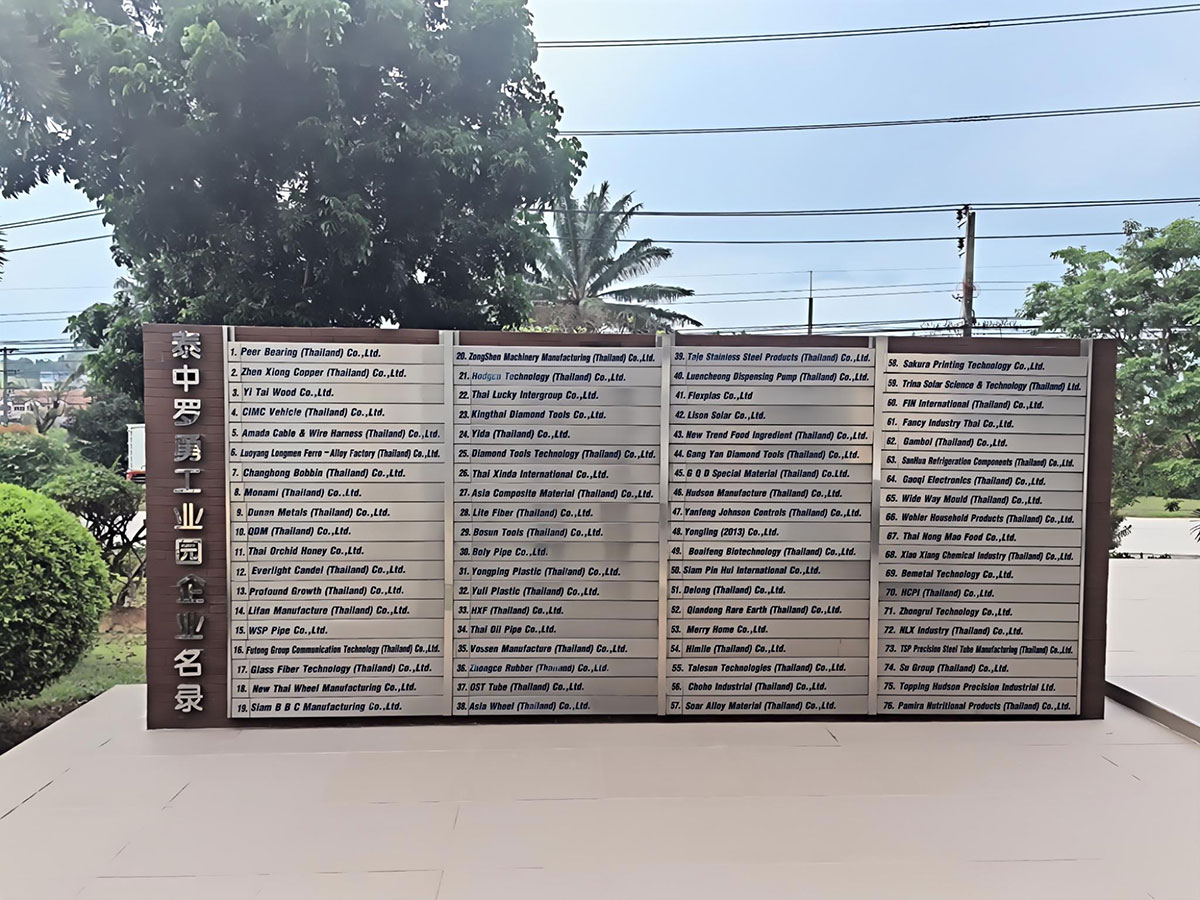 泰中罗勇工业园企业名录
1. Peer Bearing (Thailand) Co.,Ltd.
2. Zhen Xiong Copper (Thailand) Co.,Ltd.
3. Yi Tai Wood Co.,Ltd.
4. CIMC Vehicle (Thailand) Co.,Ltd.
5. Amada Cable & Wire Harness (Thailand) Co.,Ltd.
6. Luoyang Longmen Ferro-Alloy Factory (Thailand) Co.,Ltd.
7. Changhong Bobbin (Thailand) Co.,Ltd.
8. Monami (Thailand) Co.,Ltd.
9. Dunan Metals (Thailand) Co.,Ltd.
10. QDM (Thailand) Co.,Ltd.
11. Thai Orchid Honey Co.,Ltd.
12. Everlight Candel (Thailand) Co.,Ltd.
13. Profound Growth (Thailand) Co.,Ltd.
14. Lifan Manufacture (Thailand) Co.,Ltd.
15. WSP Pipe Co.,Ltd.
16. Futong Group Communication Technology (Thailand) Co.,Ltd.
17. Glass Fiber Technology (Thailand) Co.,Ltd.
18. New Thai Wheel Manufacturing Co.,Ltd.
19. Siam B B C Manufacturing Co.,Ltd.
20. ZongShen Machinery Manufacturing (Thailand) Co.,Ltd.
21. Hodgen Technology (Thailand) Co.,Ltd.
22. Thai Lucky Intergroup Co.,Ltd.
23. Kingthai Diamond Tools Co.,Ltd.
24. Yida (Thailand) Co.,Ltd.
25. Diamond Tools Technology (Thailand) Co.,Ltd.
26. Thai Xinda International Co.,Ltd.
27. Asia Composite Material (Thailand) Co.,Ltd.
28. Lite Fiber (Thailand) Co.,Ltd.
29. Bosun Tools (Thailand) Co.,Ltd.
30. Boly Pipe Co.,Ltd.
31. Yongping Plastic (Thailand) Co.,Ltd.
32. Yuli Plastic (Thailand) Co.,Ltd.
33. HXF (Thailand) Co.,Ltd.
34. Thai Oil Pipe Co.,Ltd.
35. Vossen Manufacture (Thailand) Co.,Ltd.
36. Zhongce Rubber (Thailand) Co.,Ltd.
37. OST Tube (Thailand) Co.,Ltd.
38. Asia Wheel (Thailand) Co.,Ltd.
39. Taje Stainless Steel Products (Thailand) Co.,Ltd.
40. Luencheong Dispensing Pump (Thailand) Co.,Ltd.
41. Flexplas Co.,Ltd
42. Lison Solar Co.,Ltd.
43. New Trend Food Ingredient (Thailand) Co.,Ltd.
44. Gang Yan Diamond Tools (Thailand) Co.,Ltd.
45. G Q D Special Material (Thailand) Co.,Ltd.
46. Hudson Manufacture (Thailand) Co.,Ltd.
47. Yanfeng Johnson Controls (Thailand) Co.,Ltd.
48. Yongling (2013) Co.,Ltd.
49. Boaifeng Biotechnology (Thailand) Co.,Ltd.
50. Siam Pin Hui International Co.,Ltd.
51. Delong (Thailand) Co.,Ltd.
52. Qiandong Rare Earth (Thailand) Co.,Ltd.
53. Merry Home Co.,Ltd.
54. Himile (Thailand) Co.,Ltd.
55. Talesun Technologies (Thailand) Co.,Ltd.
56. Choho Industrial (Thailand) Co.,Ltd.
57. Soar Alloy Material (Thailand) Co.,Ltd.
58. Sakura Printing Technology Co.,Ltd.
59. Trina Solar Science & Technology (Thailand) Ltd.
60. FIN International (Thailand) Co.,Ltd.
61. Fancy Industry Thai Co.,Ltd.
62. Gambol (Thailand) Co.,Ltd.
63. SanHua Refrigeration Components (Thailand) Co.,Ltd.
64. Gaoqi Electronics (Thailand) Co.,Ltd.
65. Wide Way Mould (Thailand) Co.,Ltd.
66. Wohler Household Products (Thailand) Co.,Ltd.
67. Thai Nong Mao Food Co.,Ltd.
68. Xiao Xiang Chemical Industry (Thailand) Co.,Ltd.
69. Bemetal Technology Co.,Ltd.
70. HCPI (Thailand) Co.,Ltd.
71. Zhongrui Technology Co.,Ltd.
72. NLX Industry (Thailand) Co.,Ltd.
73. TSP Precision Steel Tube Manufacturing (Thailand) Co.,Ltd.
74. Su Group (Thailand) Co.,Ltd.
75. Topping Hudson Precision Industrial Ltd.
76. Pamira Nutritional Products (Thailand) Co.,Ltd.